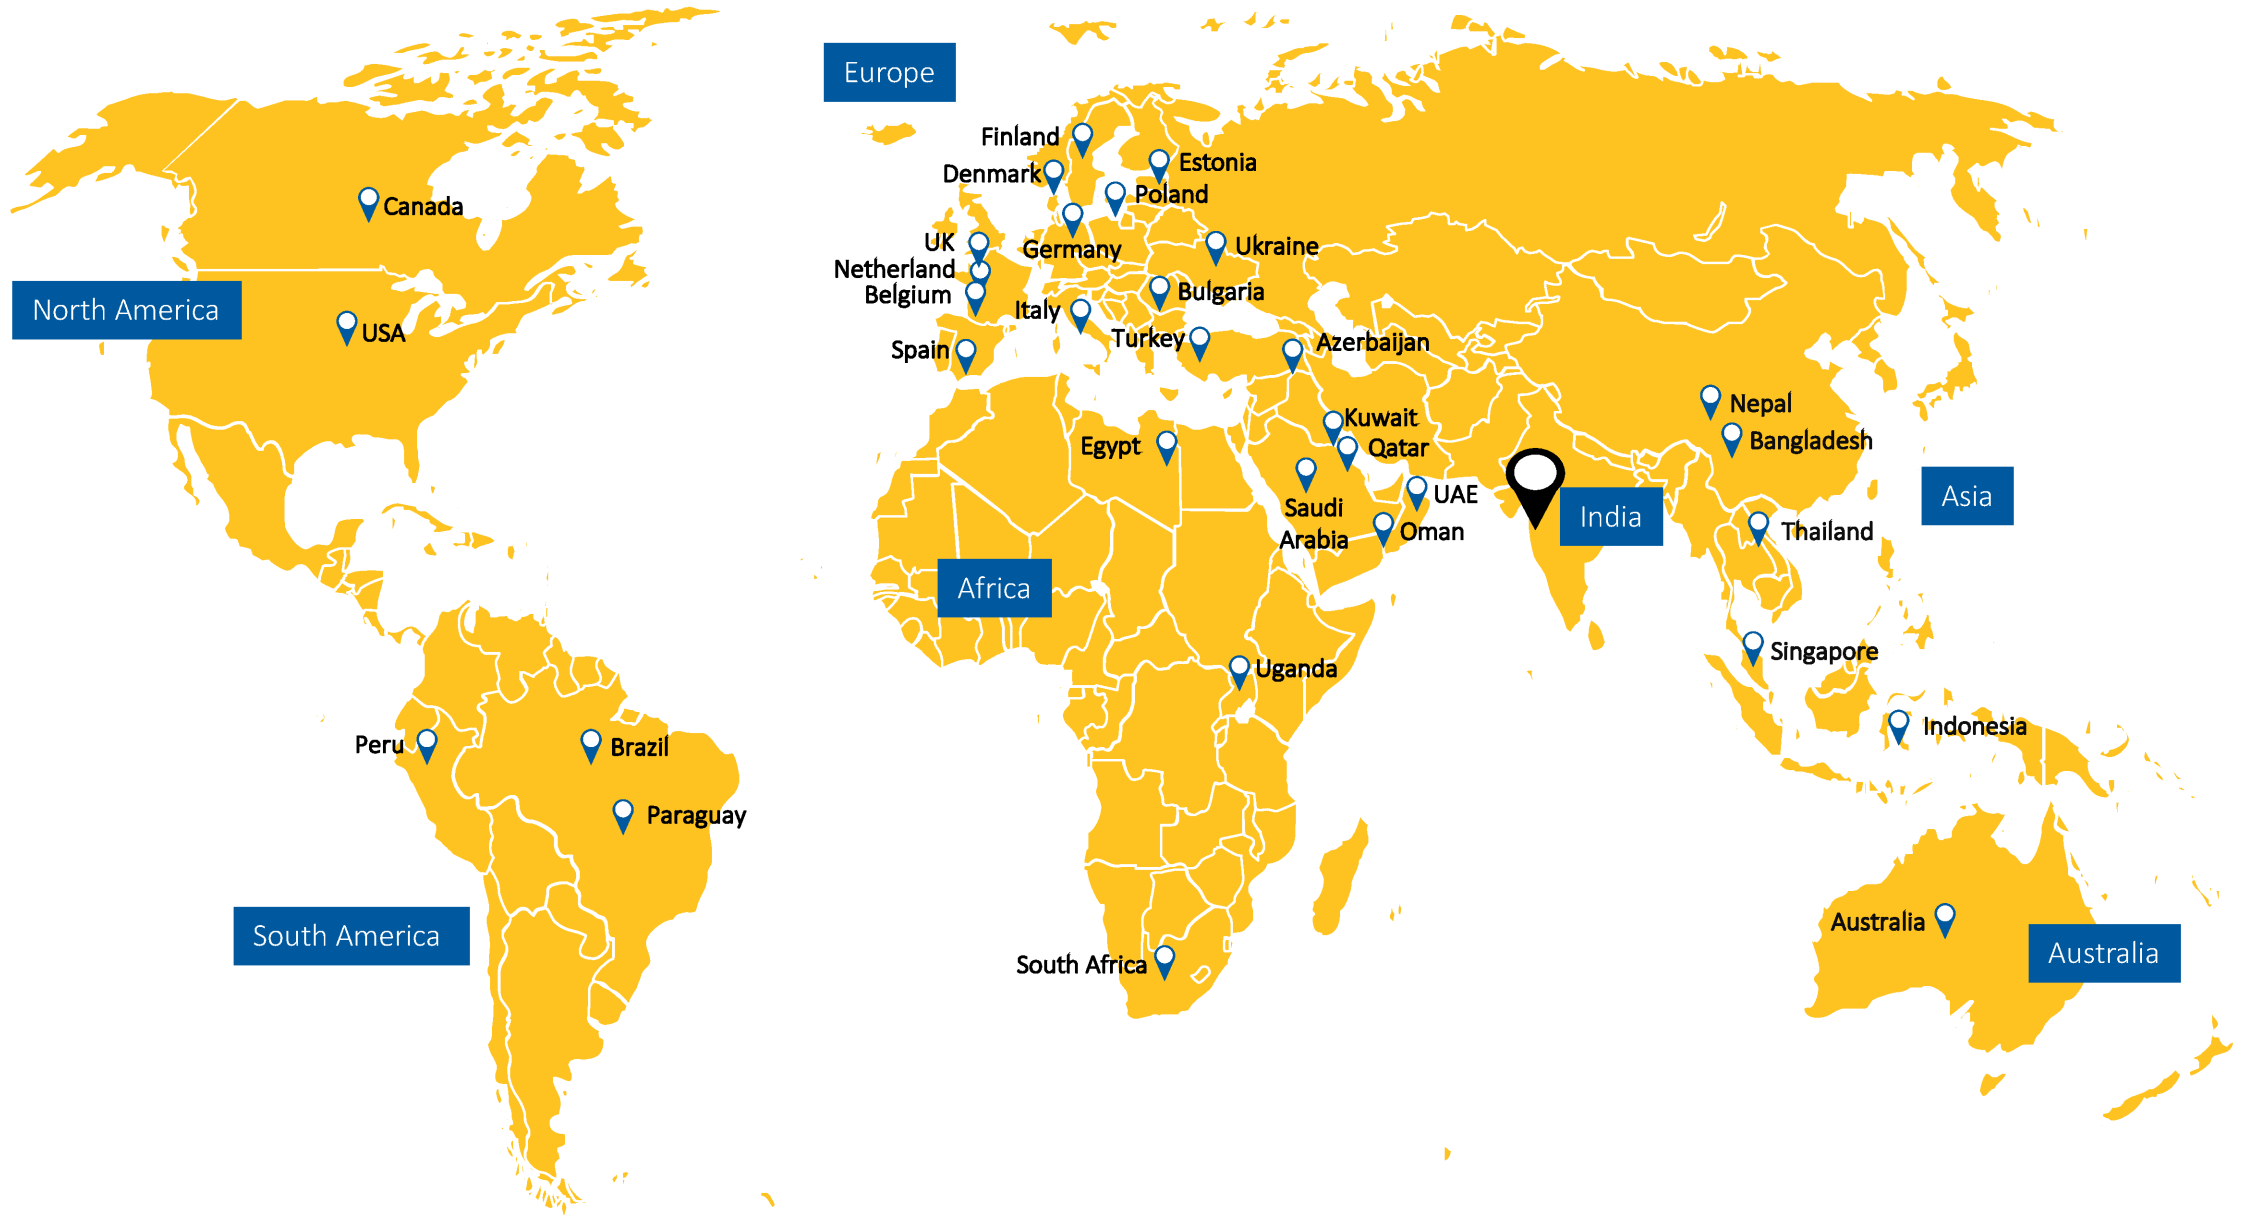 Europe
Finland
Denmark
Estonia
Poland
Canada
UK
Germany
Ukraine
Netherland
Belgium
Bulgaria
North America
Italy
USA
Turkey
Azerbaijan
Spain
Nepal
Kuwait
Bangladesh
Egypt
Qatar
UAE
Asia
Saudi
Arabia
India
Oman
Thailand
Africa
Singapore
Uganda
Indonesia
Peru
Brazil
Paraguay
Australia
South America
Australia
South Africa